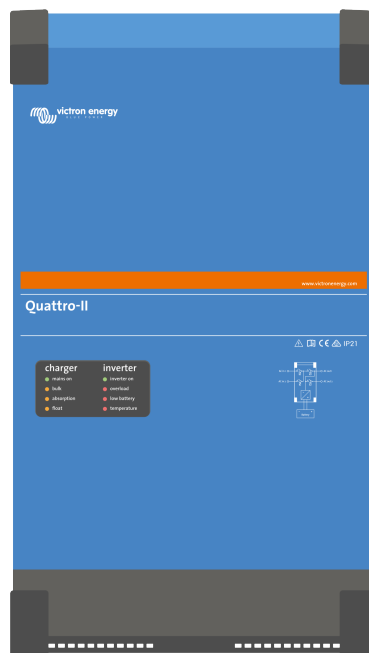 victron energy
BLUE POWER
www.victronenergy.com
Quattro-II
IP21
charger inverter
mains on inverter on
bulk overload
absorption low battery
float temperature